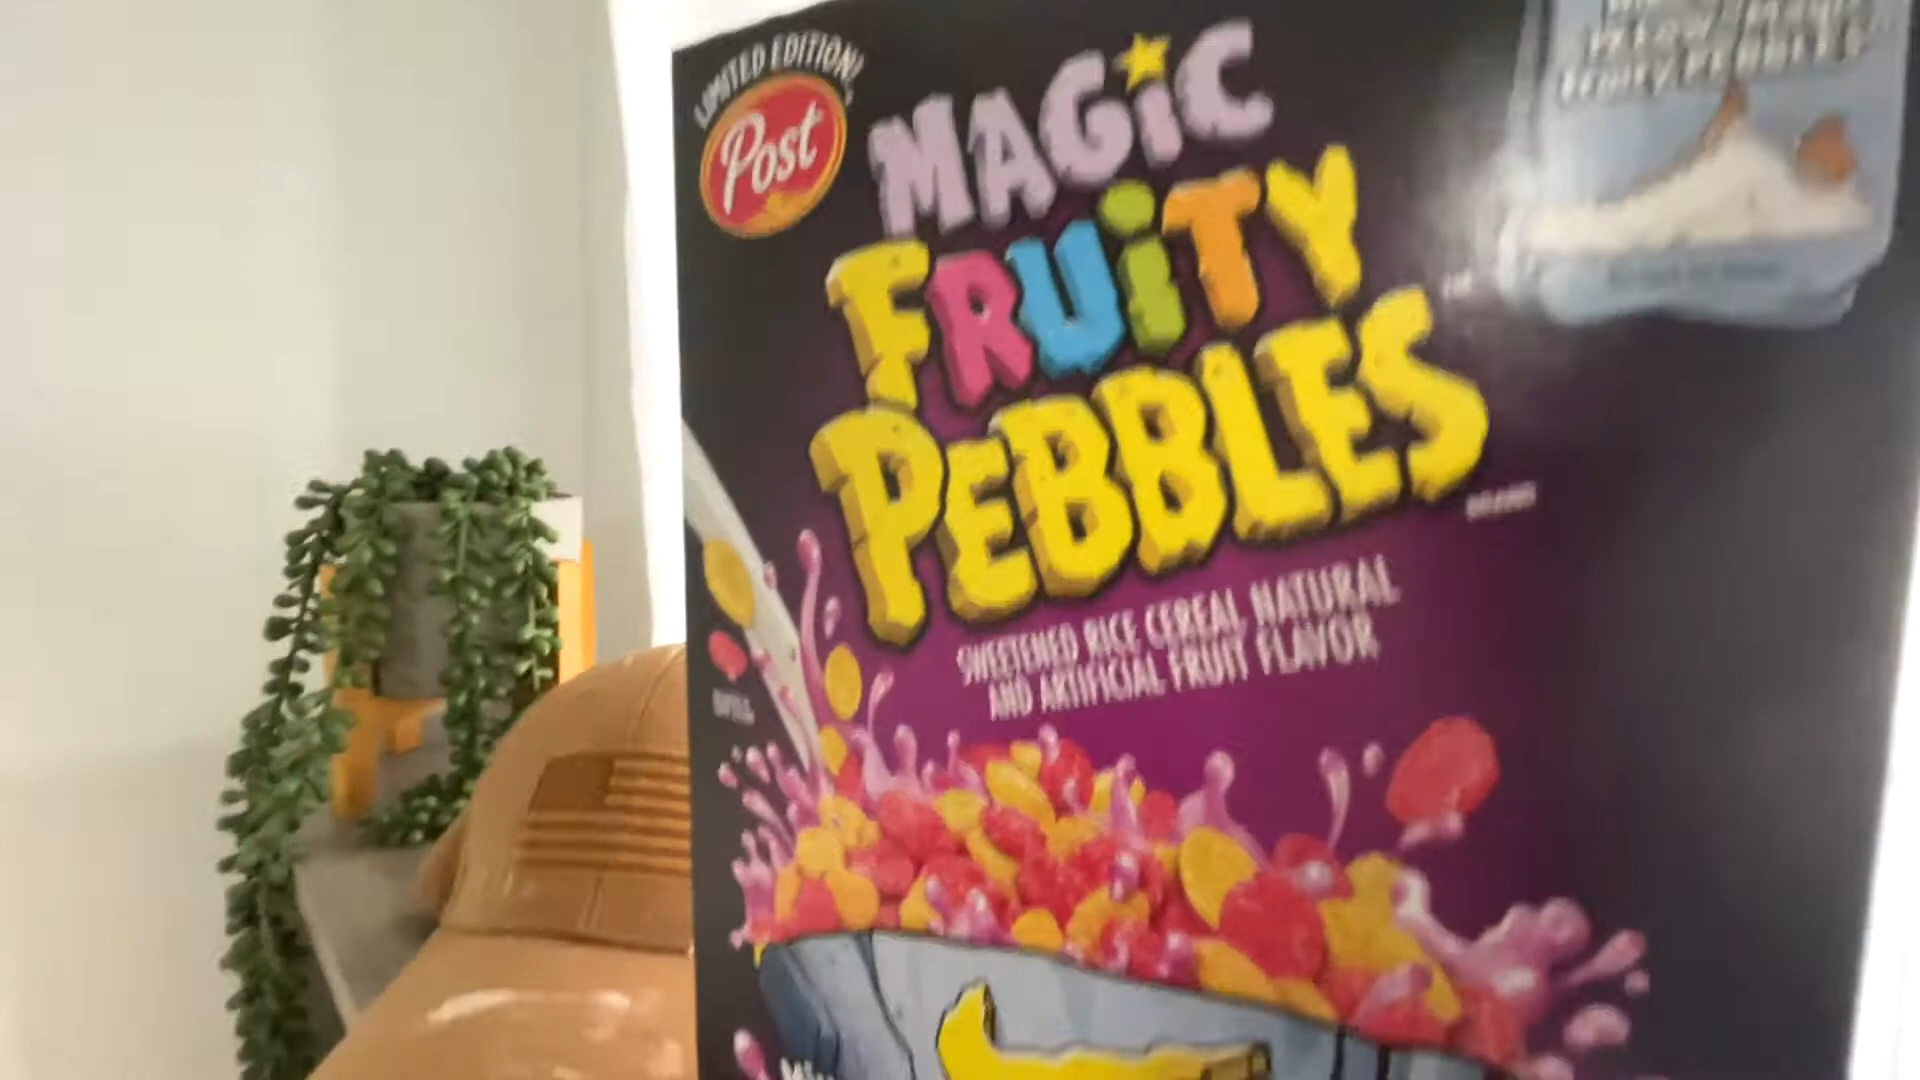 LIMITED EDITION!
Post
MAGiC
FRUiTY
PEBBLES
SWEETENED RICE CEREAL, NATURAL
AND ARTIFICIAL FRUIT FLAVOR